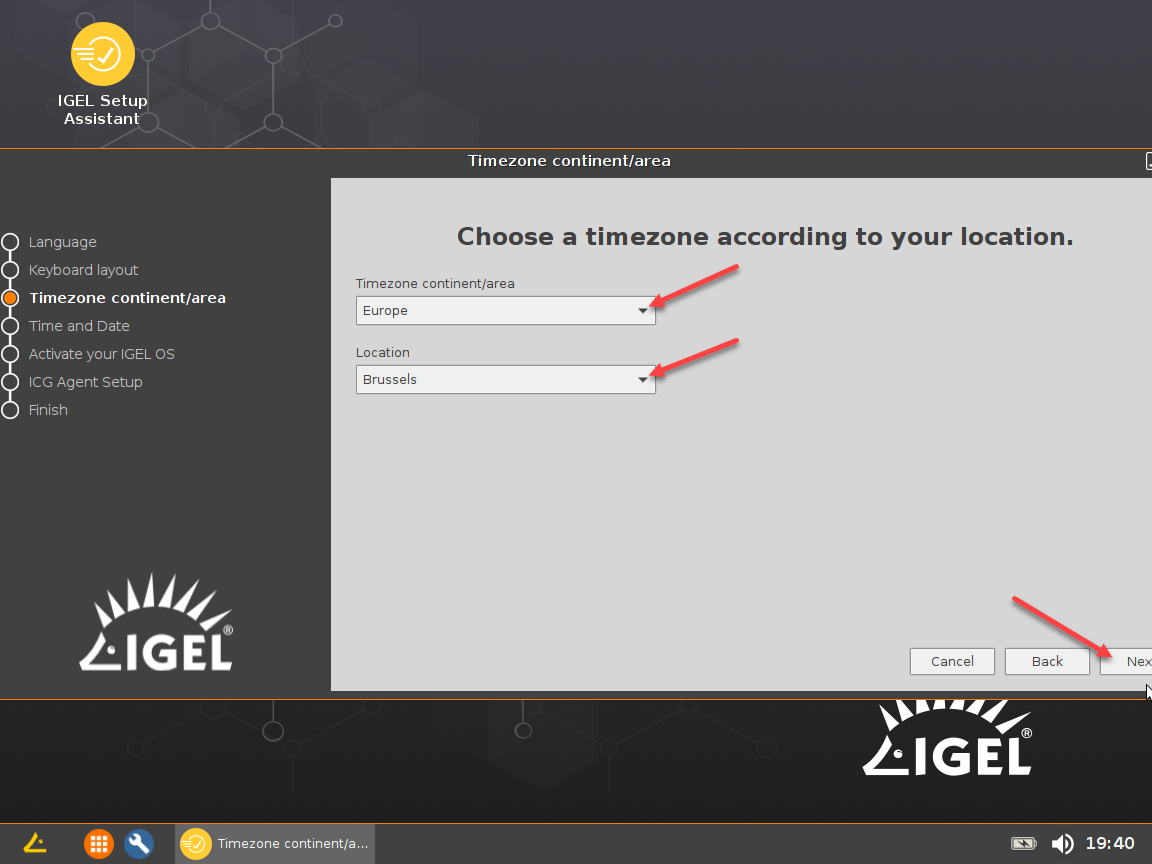 IGEL Setup
Assistant
Timezone continent/area
Language
Keyboard layout
Timezone continent/area
Time and Date
Activate your IGEL OS
ICG Agent Setup
Finish
IGEL®
Choose a timezone according to your location.
Timezone continent/area
Europe
Location
Brussels
Cancel
Back
Nex
IGEL®
Timezone continent/a...
19:40